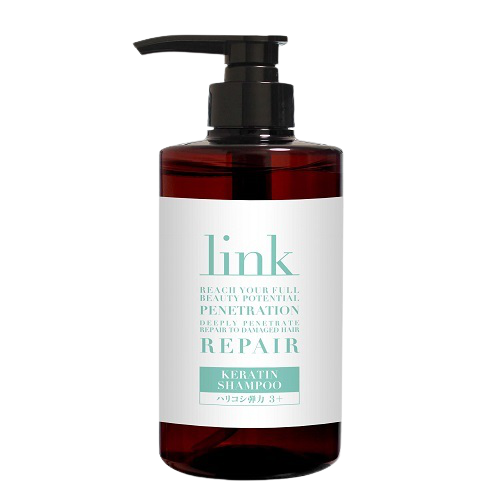 link
REACH YOUR FULL
BEAUTY POTENTIAL
PENETRATION
DEEPLY PENETRATE
REPAIR TO DAMAGED HAIR
REPAIR
KERATIN
SHAMPOO
ハリコシ弾力 3+